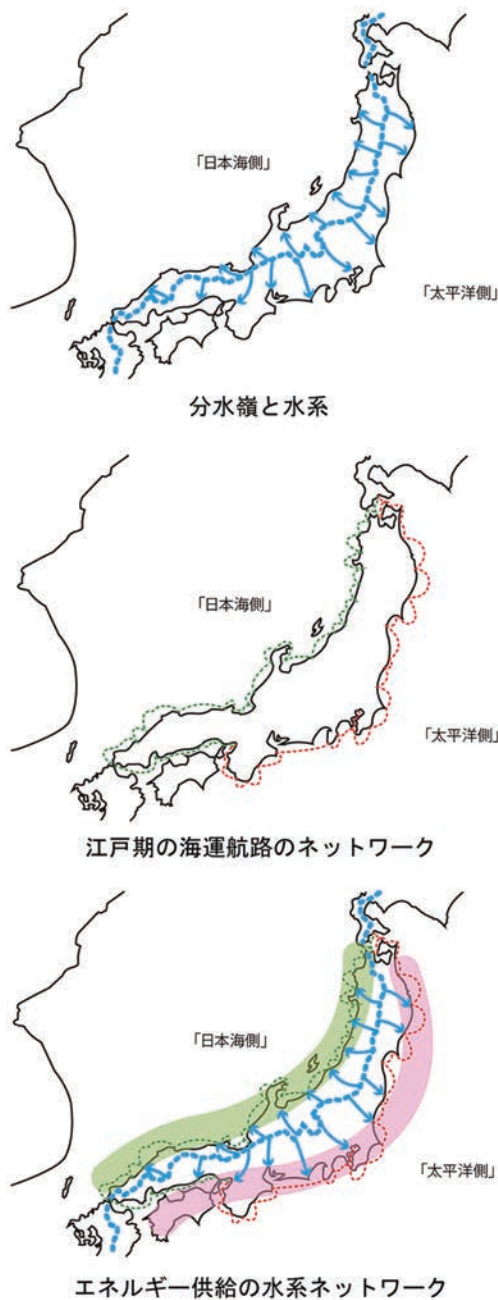 「日本海側」
「太平洋側」
分水嶺と水系
「日本海側」
「太平洋側」
江戸期の海運航路のネットワーク
「日本海側」
「太平洋側」
エネルギー供給の水系ネットワーク